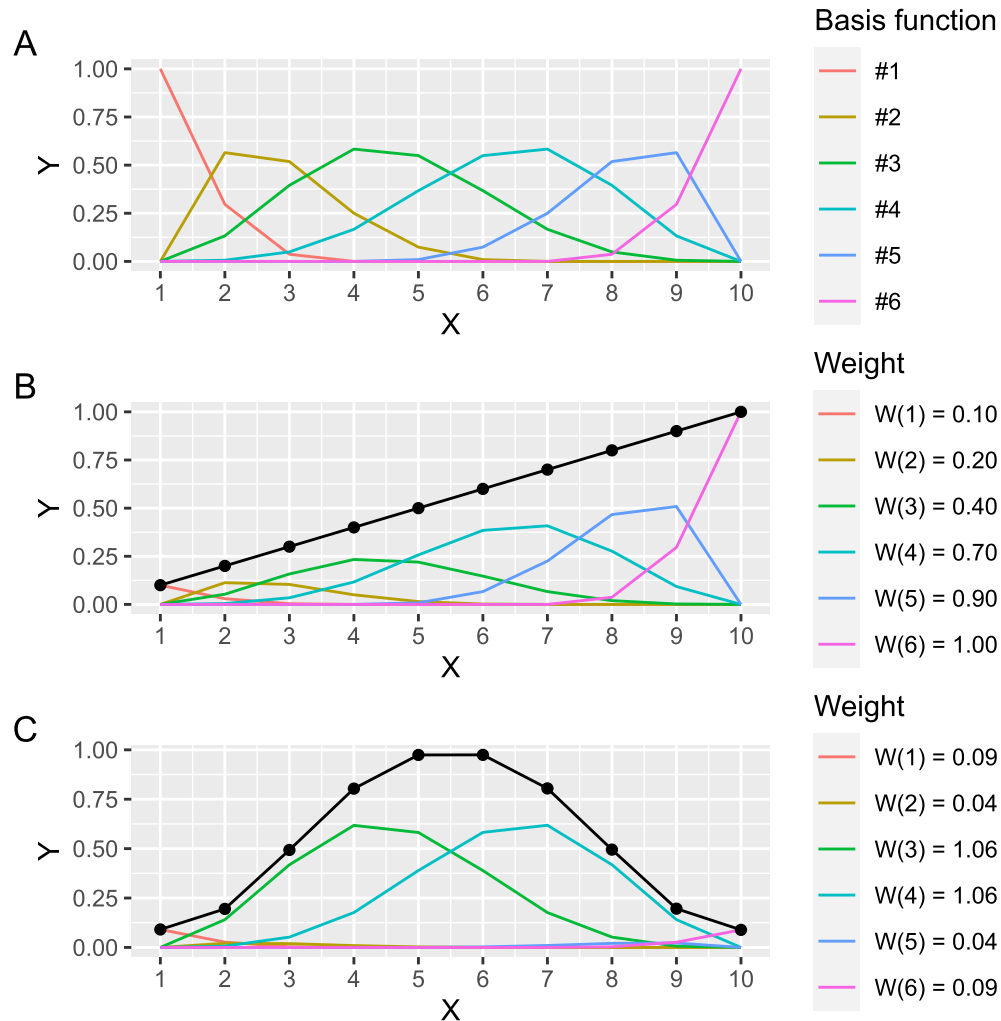 A
1.00
0.75
0.50
0.25
0.00
Y
1 2 3 4 5 6 7 8 9 10
X
Basis function
#1
#2
#3
#4
#5
#6
B
1.00
0.75
0.50
0.25
0.00
Y
1 2 3 4 5 6 7 8 9 10
X
Weight
W(1) = 0.10
W(2) = 0.20
W(3) = 0.40
W(4) = 0.70
W(5) = 0.90
W(6) = 1.00
C
1.00
0.75
0.50
0.25
0.00
Y
1 2 3 4 5 6 7 8 9 10
X
Weight
W(1) = 0.09
W(2) = 0.04
W(3) = 1.06
W(4) = 1.06
W(5) = 0.04
W(6) = 0.09